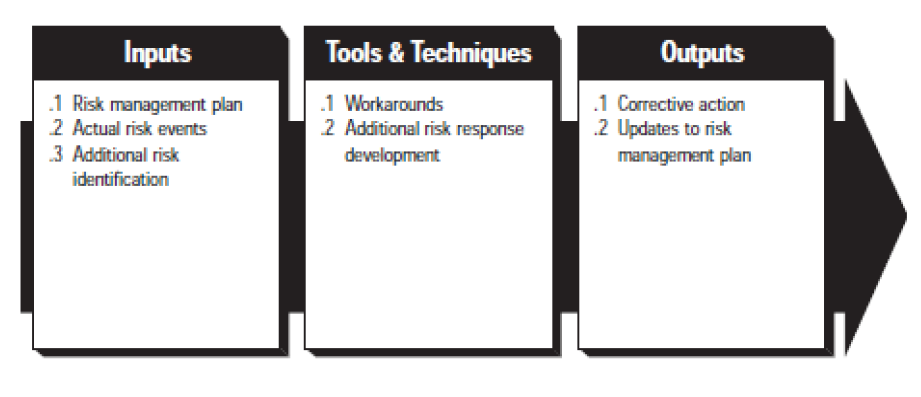 Inputs
.1 Risk management plan
.2 Actual risk events
.3 Additional risk
identification
Tools & Techniques
.1 Workarounds
.2 Additional risk response
development
Outputs
.1 Corrective action
.2 Updates to risk
management plan